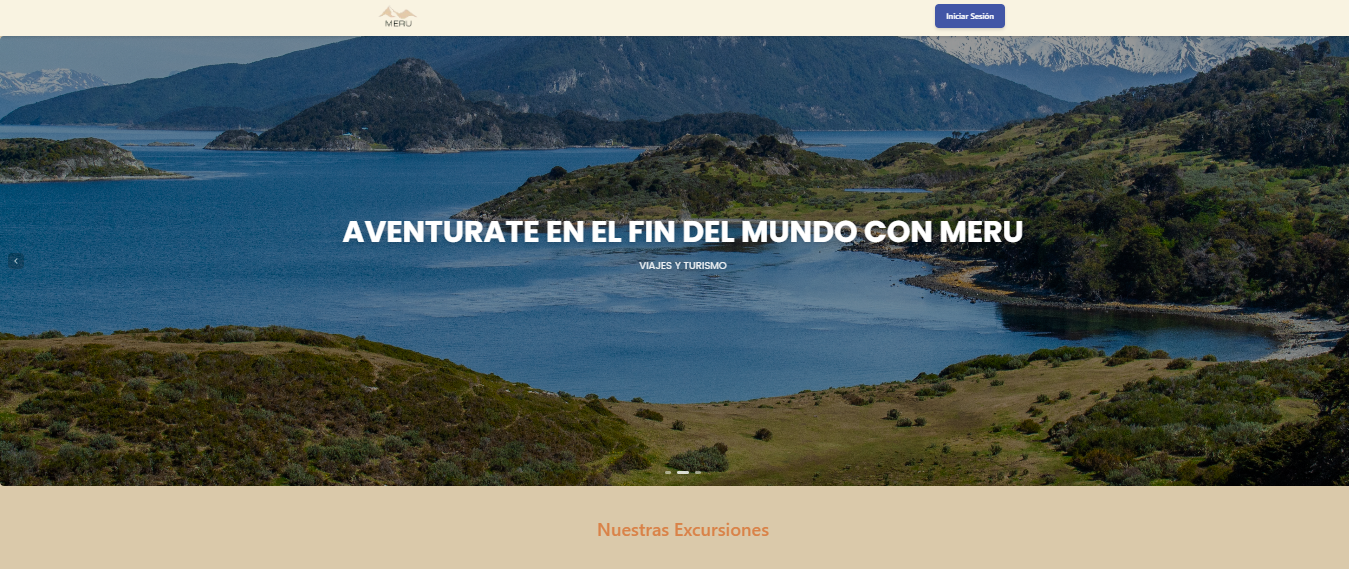 MERU
Iniciar Sesión
AVENTURATE EN EL FIN DEL MUNDO CON MERU
VIAJES Y TURISMO
Nuestras Excursiones